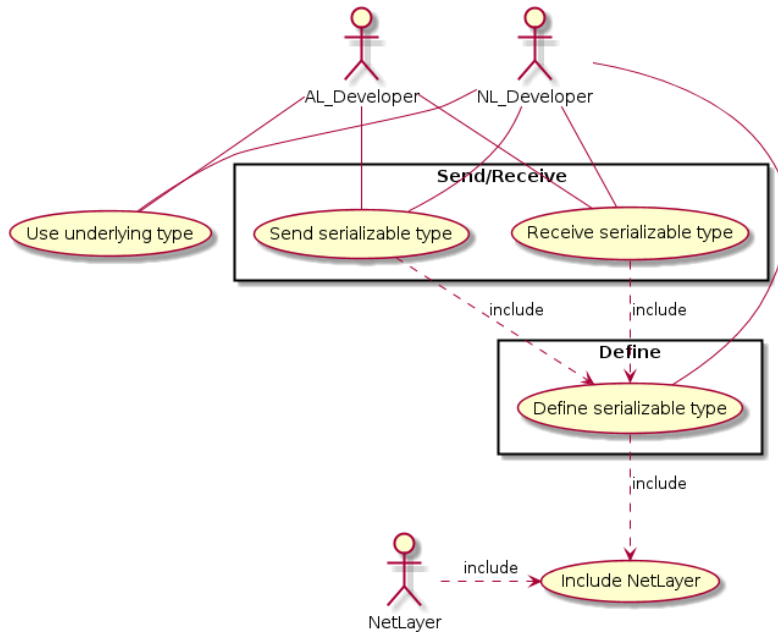 AL_Developer
NL_Developer
Send/Receive
Use underlying type
Send serializable type
Receive serializable type
include
include
Define
Define serializable type
include
include
Include NetLayer
NetLayer